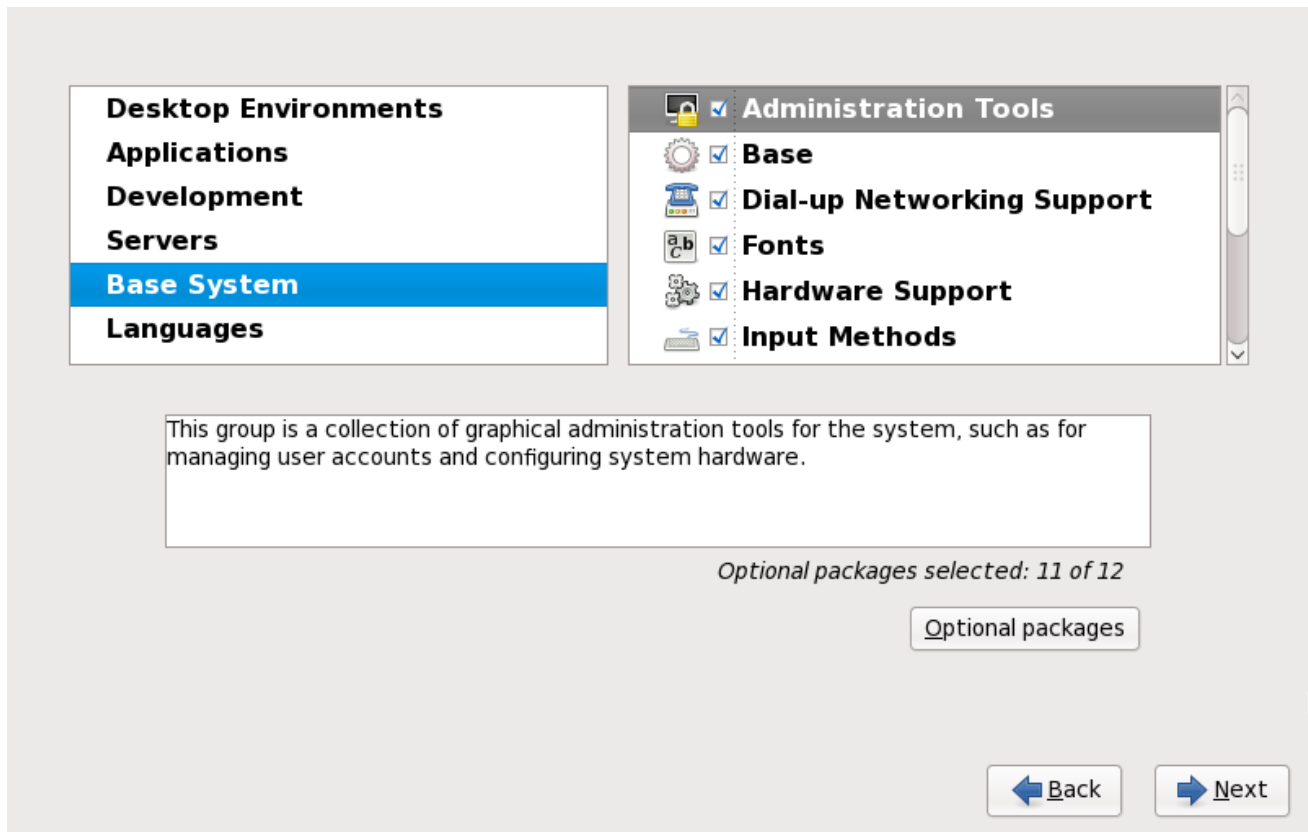 Desktop Environments
Applications
Development
Servers
Base System
Languages
Administration Tools
Base
Dial-up Networking Support
Fonts
Hardware Support
Input Methods
This group is a collection of graphical administration tools for the system, such as for
managing user accounts and configuring system hardware.
Optional packages selected: 11 of 12
Optional packages
Back
Next